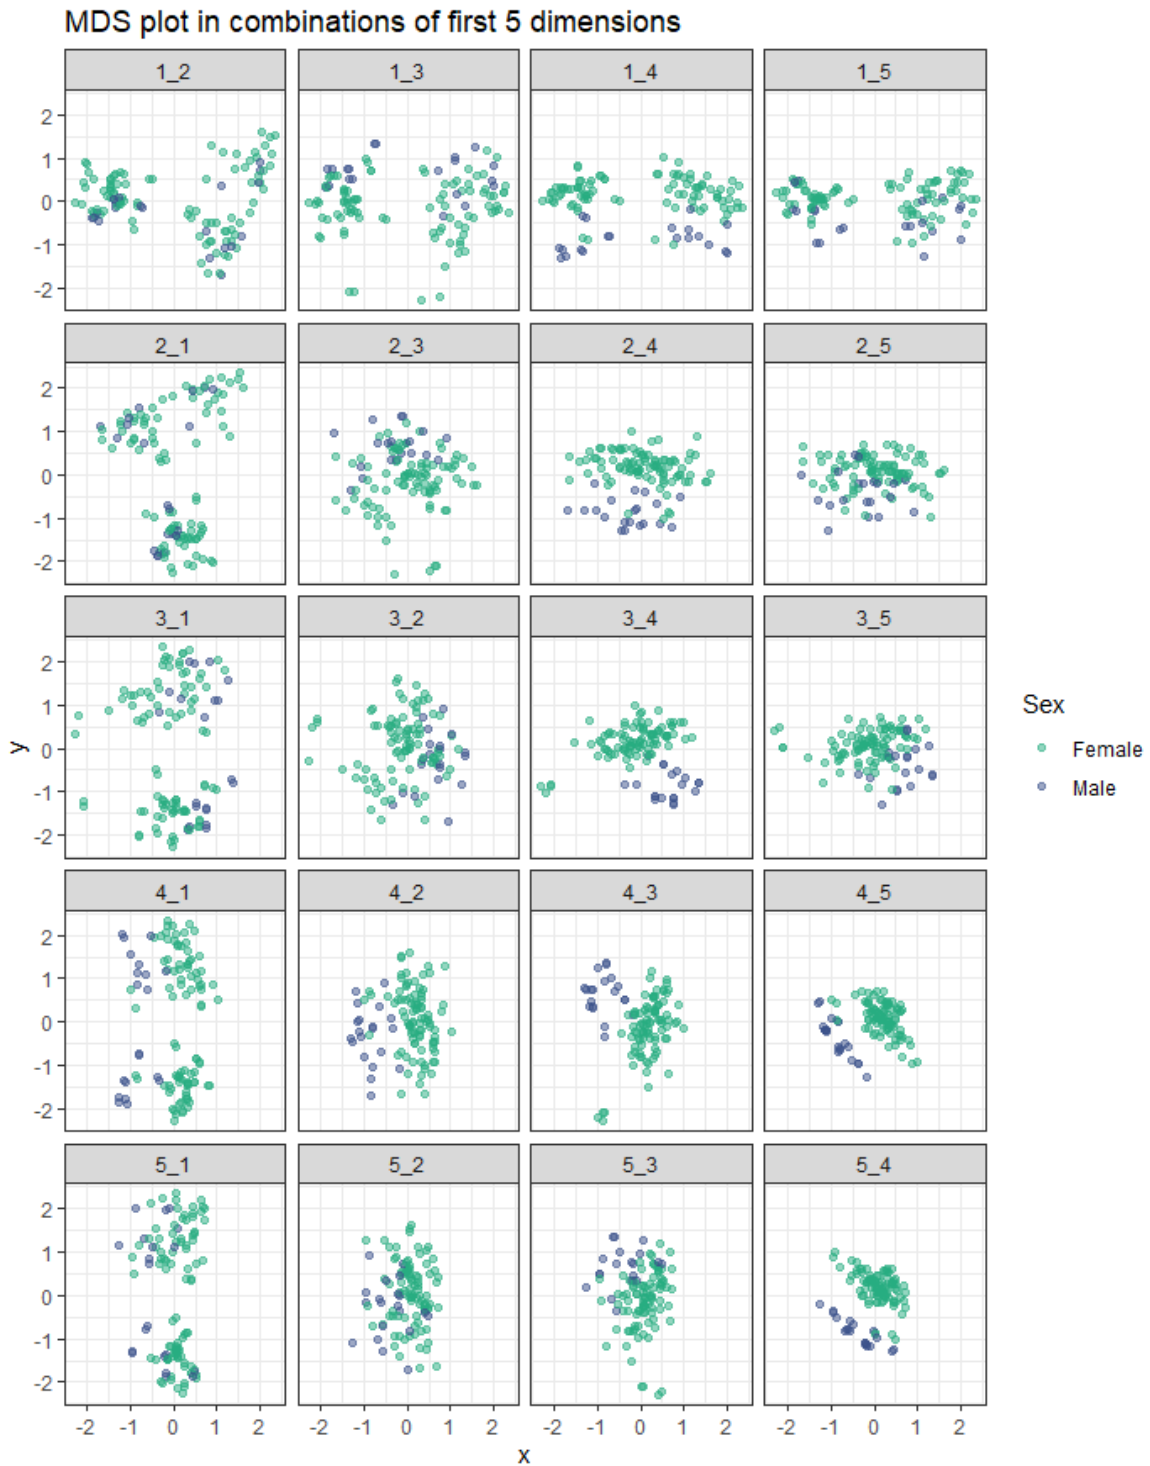 MDS plot in combinations of first 5 dimensions
1_2 1_3 1_4 1_5
2
1
0
-1
-2
2_1 2_3 2_4 2_5
2
1
0
-1
-2
3_1 3_2 3_4 3_5
2
1
0
-1
-2
y
Sex
Female
Male
4_1 4_2 4_3 4_5
2
1
0
-1
-2
5_1 5_2 5_3 5_4
2
1
0
-1
-2
-2 -1 0 1 2 -2 -1 0 1 2 -2 -1 0 1 2 -2 -1 0 1 2
x